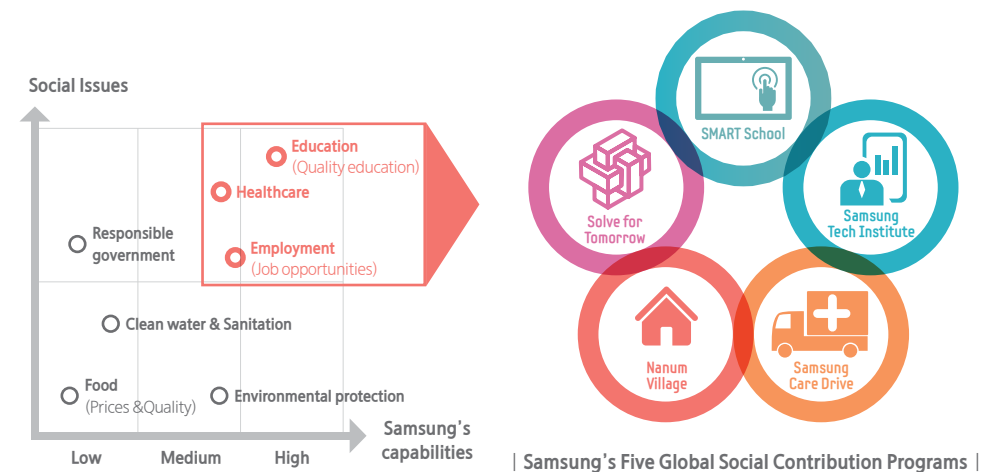 Social Issues
Education
(Quality education)
Healthcare
Employment
(Job opportunities)
Responsible
government
Clean water & Sanitation
Food
(Prices &Quality)
Environmental protection
Low
Medium
High
Samsung's
capabilities
SMART School
Solve for
Tomorrow
Samsung
Tech Institute
Nanum
Village
Samsung
Care Drive
| Samsung's Five Global Social Contribution Programs |